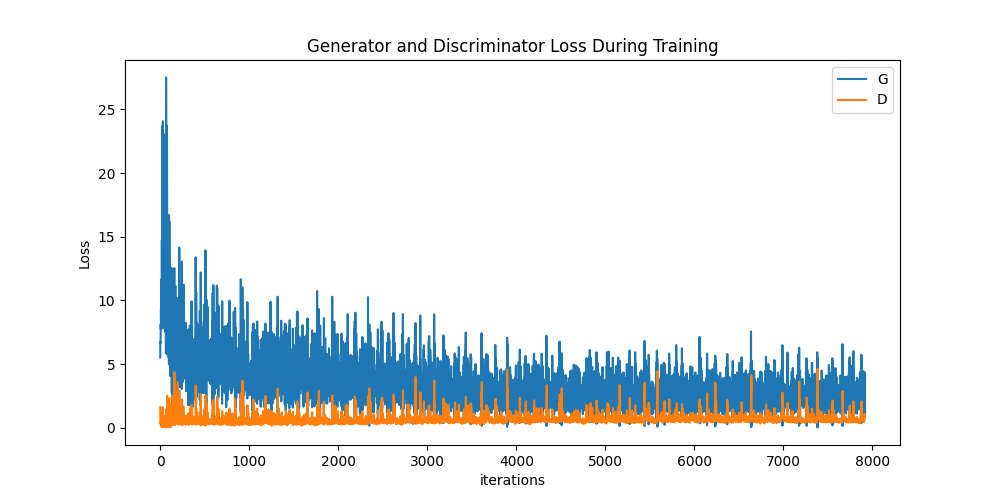 Generator and Discriminator Loss During Training
G
D
25
20
15
10
5
0
Loss
0 1000 2000 3000 4000 5000 6000 7000 8000
iterations